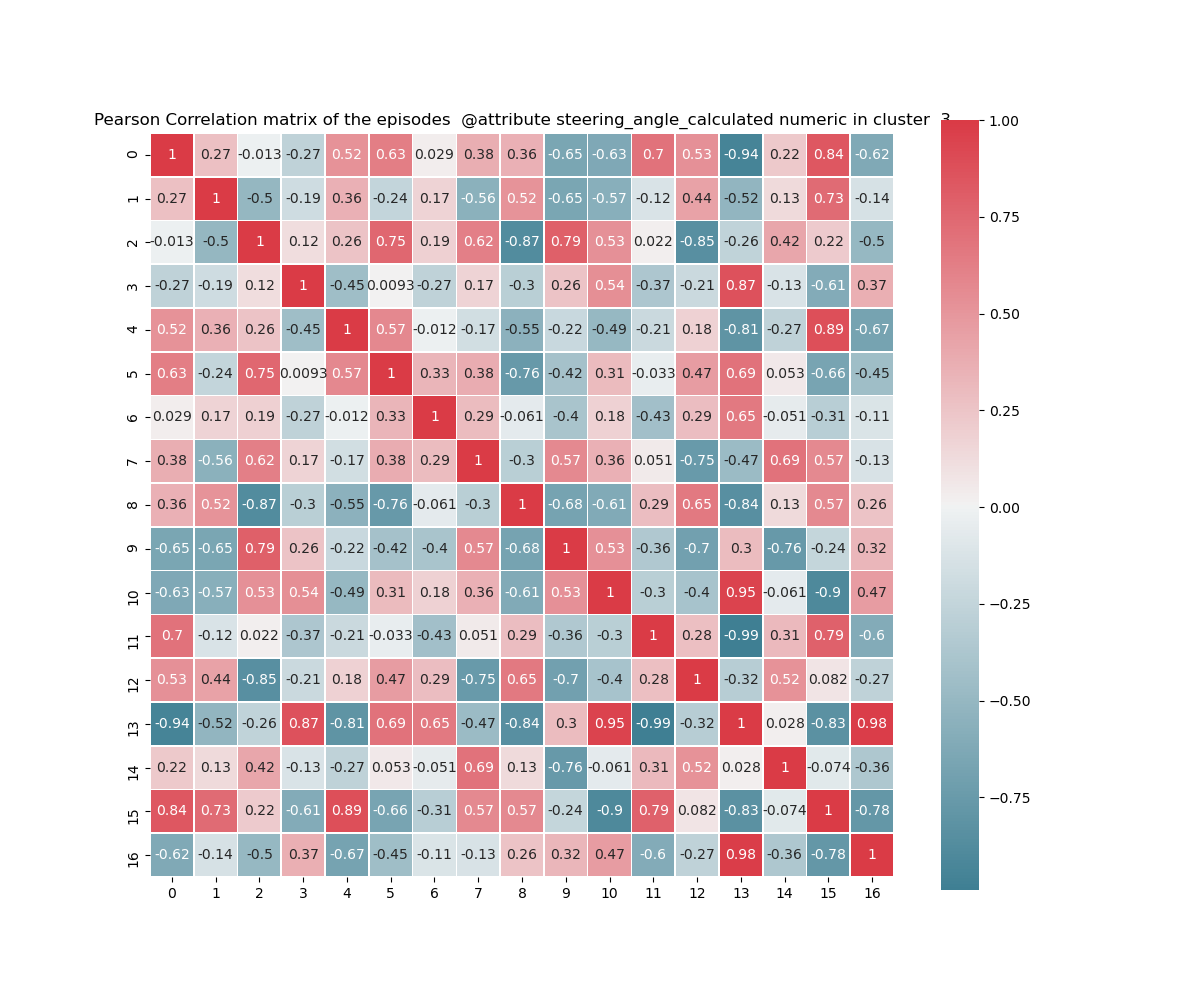 Pearson Correlation matrix of the episodes  @attribute steering_angle_calculated numeric in cluster  3
0 1 0.27 -0.013 -0.27 0.52 0.63 0.029 0.38 0.36 -0.65 -0.63 0.7 0.53 -0.94 0.22 0.84 -0.62
1 0.27 1 -0.5 -0.19 0.36 -0.24 0.17 -0.56 0.52 -0.65 -0.57 -0.12 0.44 -0.52 0.13 0.73 -0.14
2 -0.013 -0.5 1 0.12 0.26 0.75 0.19 0.62 -0.87 0.79 0.53 0.022 -0.85 -0.26 0.42 0.22 -0.5
3 -0.27 -0.19 0.12 1 -0.45 0.0093 -0.27 0.17 -0.3 0.26 0.54 -0.37 -0.21 0.87 -0.13 -0.61 0.37
4 0.52 0.36 0.26 -0.45 1 0.57 -0.012 -0.17 -0.55 -0.22 -0.49 -0.21 0.18 -0.81 -0.27 0.89 -0.67
5 0.63 -0.24 0.75 0.0093 0.57 1 0.33 0.38 -0.76 -0.42 0.31 -0.033 0.47 0.69 0.053 -0.66 -0.45
6 0.029 0.17 0.19 -0.27 -0.012 0.33 1 0.29 -0.061 -0.4 0.18 -0.43 0.29 0.65 -0.051 -0.31 -0.11
7 0.38 -0.56 0.62 0.17 -0.17 0.38 0.29 1 -0.3 0.57 0.36 0.051 -0.75 -0.47 0.69 0.57 -0.13
8 0.36 0.52 -0.87 -0.3 -0.55 -0.76 -0.061 -0.3 1 -0.68 -0.61 0.29 0.65 -0.84 0.13 0.57 0.26
9 -0.65 -0.65 0.79 0.26 -0.22 -0.42 -0.4 0.57 -0.68 1 0.53 -0.36 -0.7 0.3 -0.76 -0.24 0.32
10 -0.63 -0.57 0.53 0.54 -0.49 0.31 0.18 0.36 -0.61 0.53 1 -0.3 -0.4 0.95 -0.061 -0.9 0.47
11 0.7 -0.12 0.022 -0.37 -0.21 -0.033 -0.43 0.051 0.29 -0.36 -0.3 1 0.28 -0.99 0.31 0.79 -0.6
12 0.53 0.44 -0.85 -0.21 0.18 0.47 0.29 -0.75 0.65 -0.7 -0.4 0.28 1 -0.32 0.52 0.082 -0.27
13 -0.94 -0.52 -0.26 0.87 -0.81 0.69 0.65 -0.47 -0.84 0.3 0.95 -0.99 -0.32 1 0.028 -0.83 0.98
14 0.22 0.13 0.42 -0.13 -0.27 0.053 -0.051 0.69 0.13 -0.76 -0.061 0.31 0.52 0.028 1 -0.074 -0.36
15 0.84 0.73 0.22 -0.61 0.89 -0.66 -0.31 0.57 0.57 -0.24 -0.9 0.79 0.082 -0.83 -0.074 1 -0.78
16 -0.62 -0.14 -0.5 0.37 -0.67 -0.45 -0.11 -0.13 0.26 0.32 0.47 -0.6 -0.27 0.98 -0.36 -0.78 1
0 1 2 3 4 5 6 7 8 9 10 11 12 13 14 15 16
1.00
0.75
0.50
0.25
0.00
−0.25
−0.50
−0.75